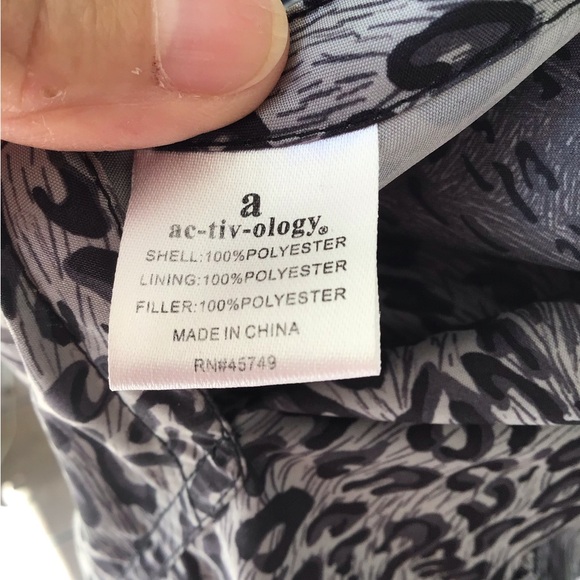 a
ac-tiv-ology®
SHELL:100%POLYESTER
LINING:100%POLYESTER
FILLER:100%POLYESTER
MADE IN CHINA
RN#45749